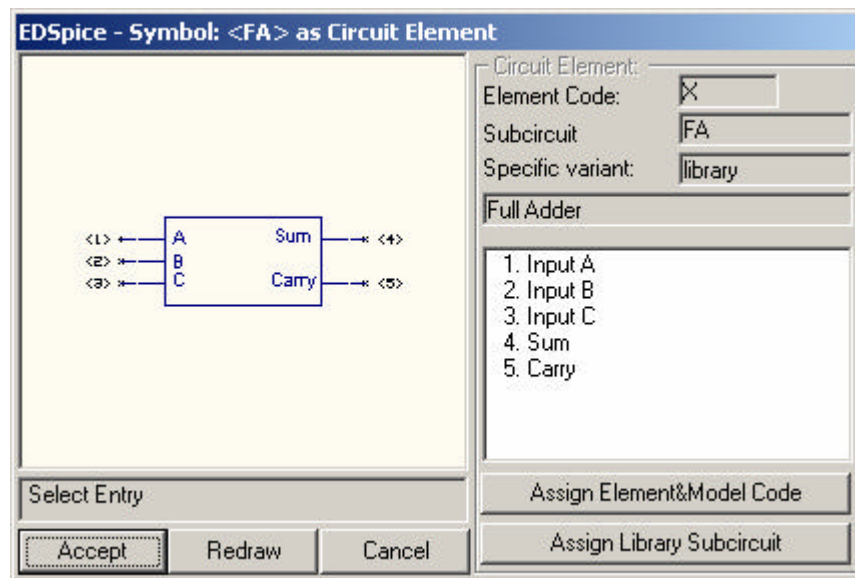 EDSpice - Symbol: <FA> as Circuit Eleme nt
Circuit Element:
Element Code: X
Subcircuit FA
Specific variant: library
Full Adder
<1> A Sum <4>
<2> B
<3> C Carry <5>
1. Input A
2. Input B
3. Input C
4. Sum
5. Carry
Select Entry
Assign Element&Model Code
Accept Redraw Cancel
Assign Library Subcircuit